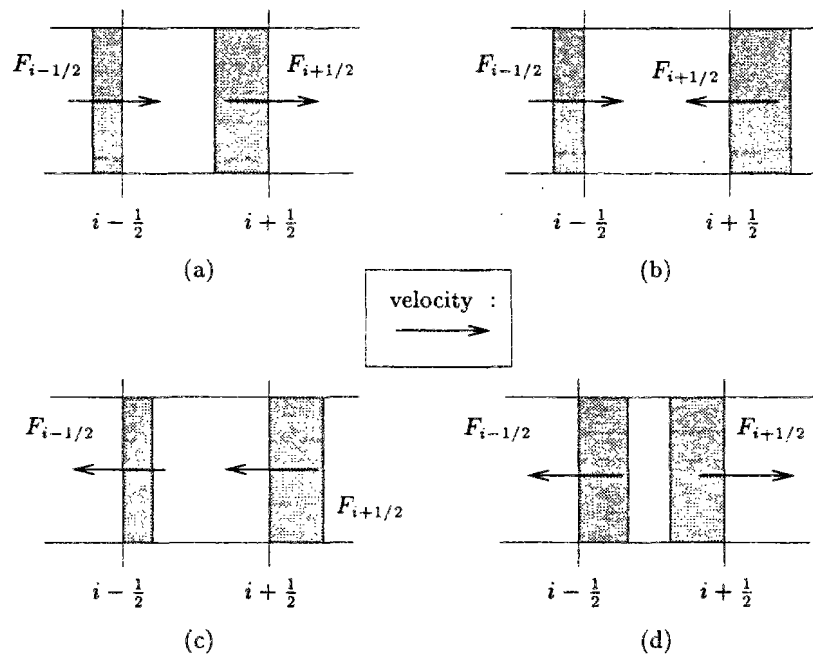 F_{i-1/2} F_{i+1/2} F_{i-1/2} F_{i+1/2}
i - 1/2 i + 1/2 i - 1/2 i + 1/2
(a) (b)
velocity :
F_{i-1/2} F_{i+1/2} F_{i-1/2} F_{i+1/2}
i - 1/2 i + 1/2 i - 1/2 i + 1/2
(c) (d)